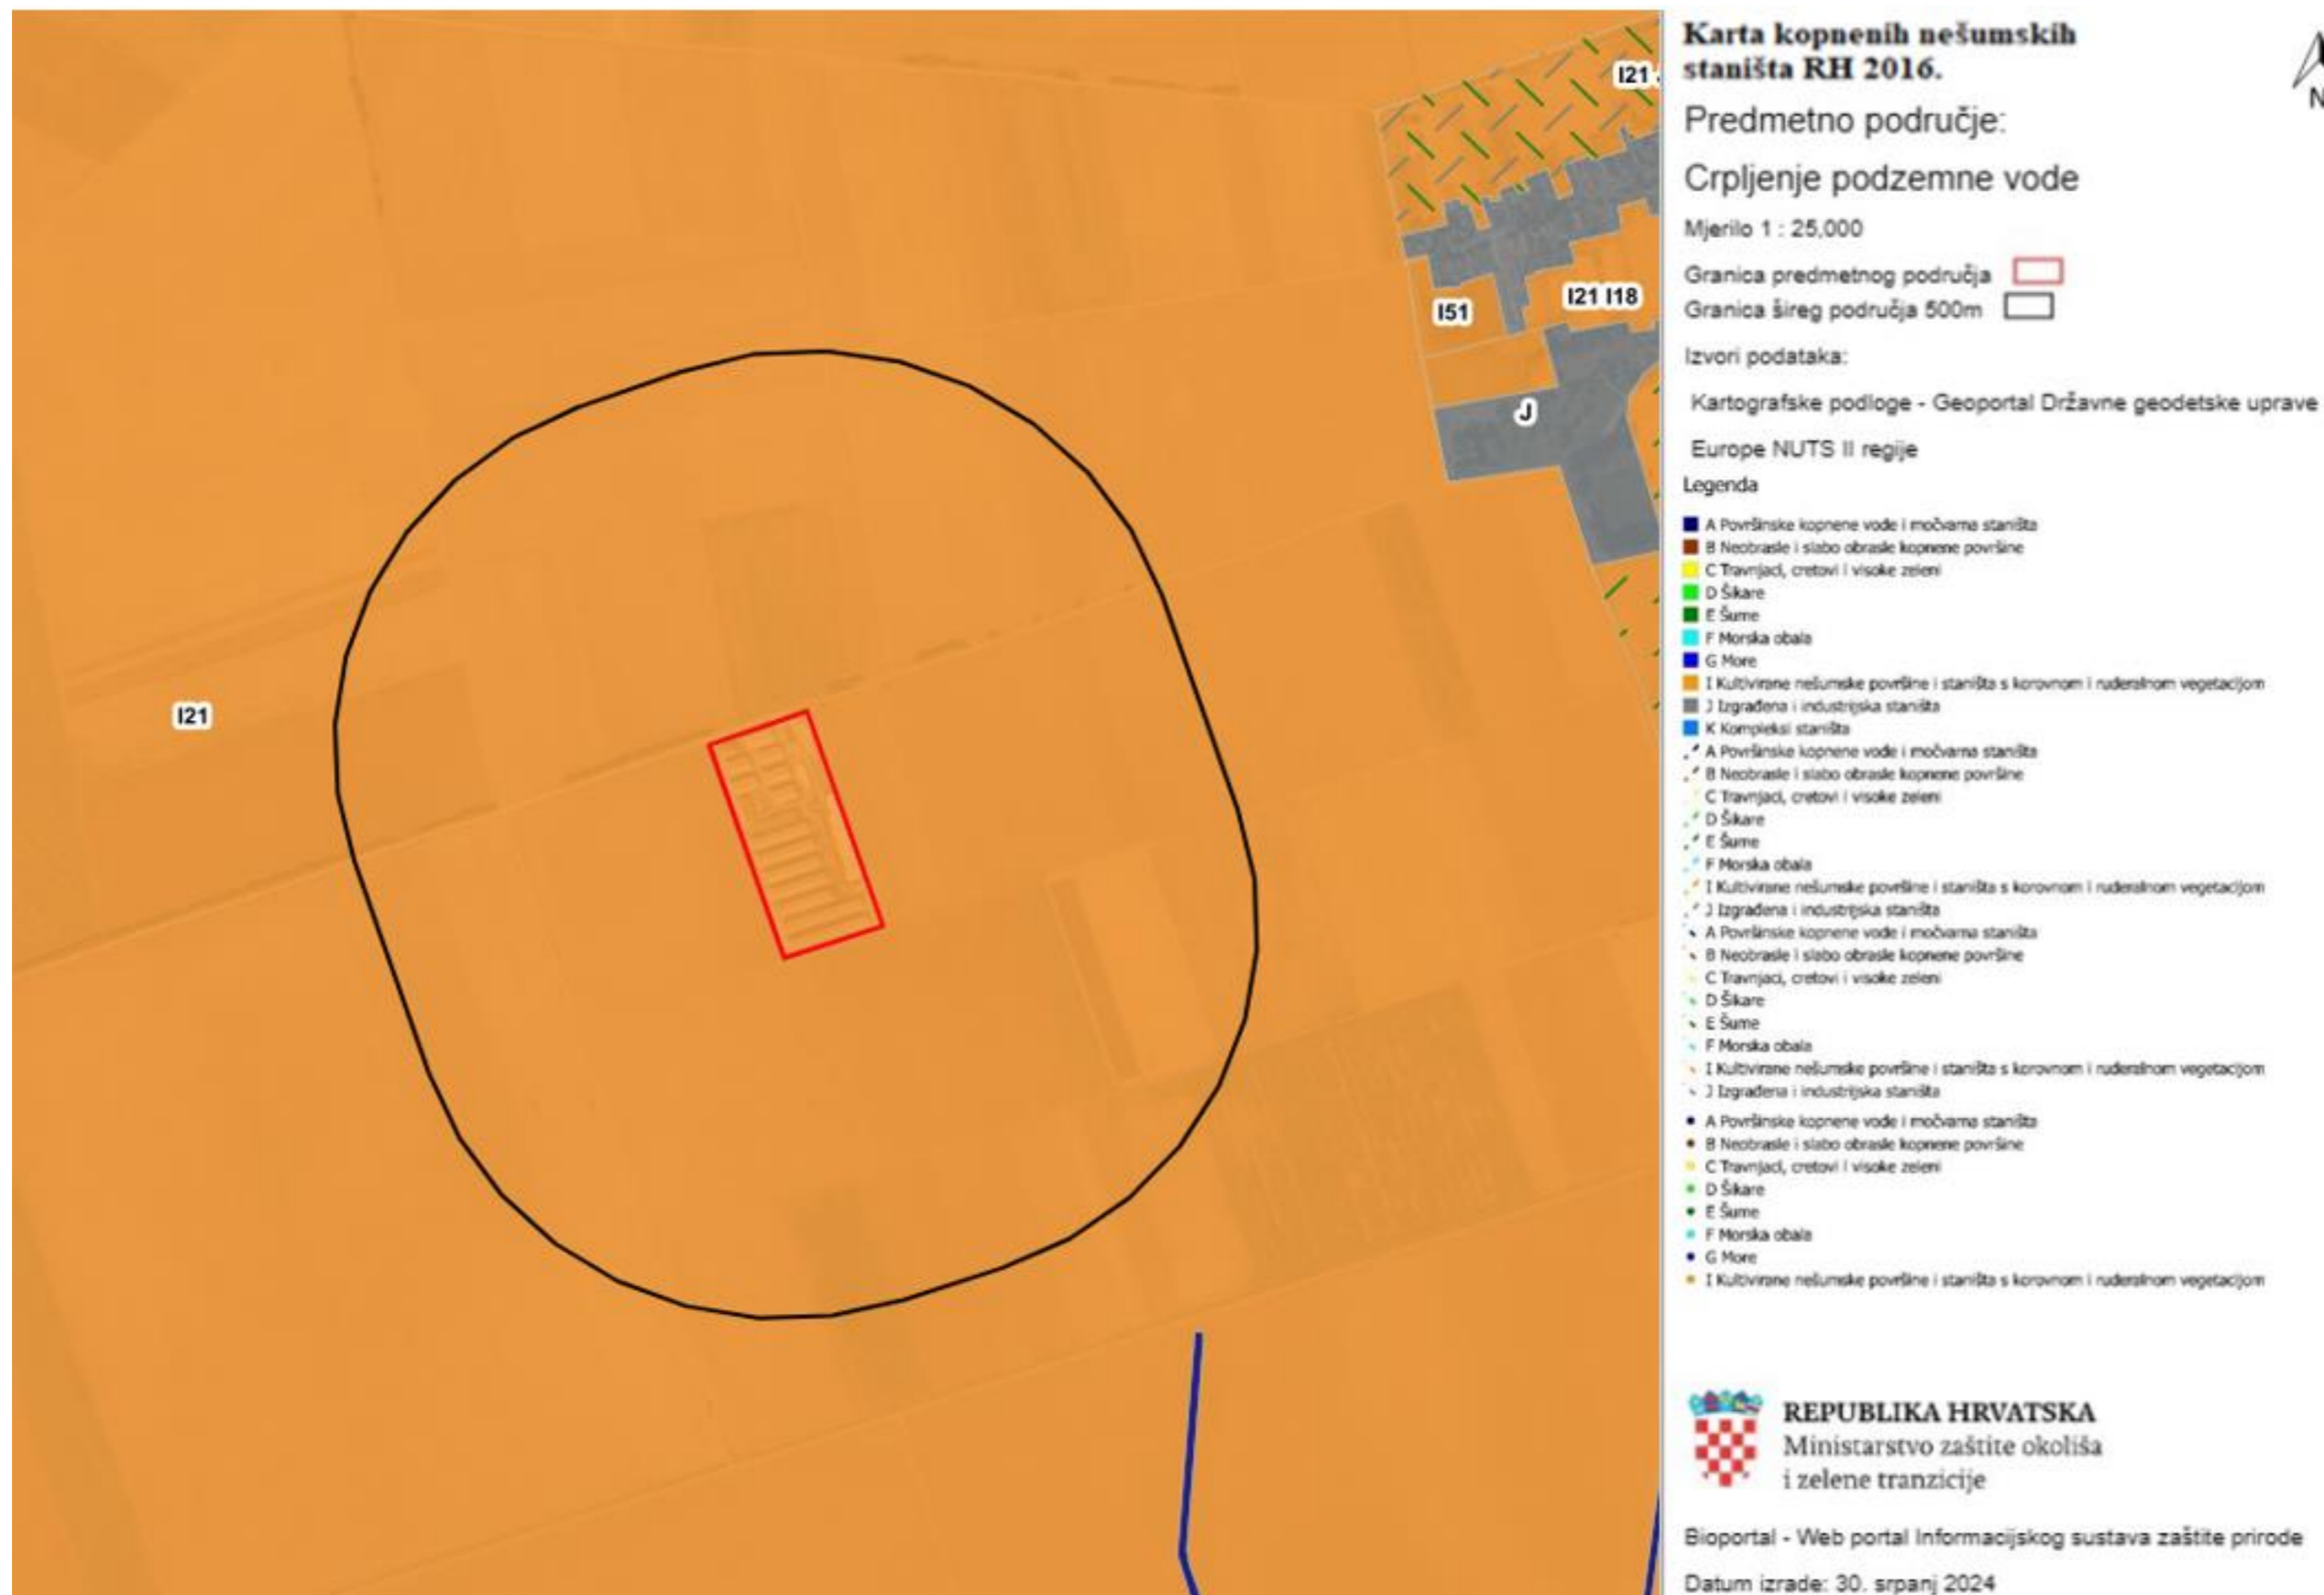 Karta kopnenih nešumskih
staništa RH 2016.
N
Predmetno područje:
Crpljenje podzemne vode
Mjerilo 1 : 25,000
Granica predmetnog područja
Granica šireg područja 500m
Izvori podataka:
Kartografske podloge - Geoportal Državne geodetske uprave
Europe NUTS II regije
Legenda
A Površinske kopnene vode i močvarna staništa
B Neobrasle i slabo obrasle kopnene površine
C Travnjaci, cretovi i visoke zeleni
D Šikare
E Šume
F Morska obala
G More
I Kultivirane nešumske površine i staništa s korovnom i ruderalnom vegetacijom
J Izgrađena i industrijska staništa
K Kompleksi staništa
A Površinske kopnene vode i močvarna staništa
B Neobrasle i slabo obrasle kopnene površine
C Travnjaci, cretovi i visoke zeleni
D Šikare
E Šume
F Morska obala
I Kultivirane nešumske površine i staništa s korovnom i ruderalnom vegetacijom
J Izgrađena i industrijska staništa
A Površinske kopnene vode i močvarna staništa
B Neobrasle i slabo obrasle kopnene površine
C Travnjaci, cretovi i visoke zeleni
D Šikare
E Šume
F Morska obala
I Kultivirane nešumske površine i staništa s korovnom i ruderalnom vegetacijom
J Izgrađena i industrijska staništa
A Površinske kopnene vode i močvarna staništa
B Neobrasle i slabo obrasle kopnene površine
C Travnjaci, cretovi i visoke zeleni
D Šikare
E Šume
F Morska obala
G More
I Kultivirane nešumske površine i staništa s korovnom i ruderalnom vegetacijom
REPUBLIKA HRVATSKA
Ministarstvo zaštite okoliša
i zelene tranzicije
Bioportal - Web portal Informacijskog sustava zaštite prirode
Datum izrade: 30. srpanj 2024
I21
I51
I21 I18
J
I21